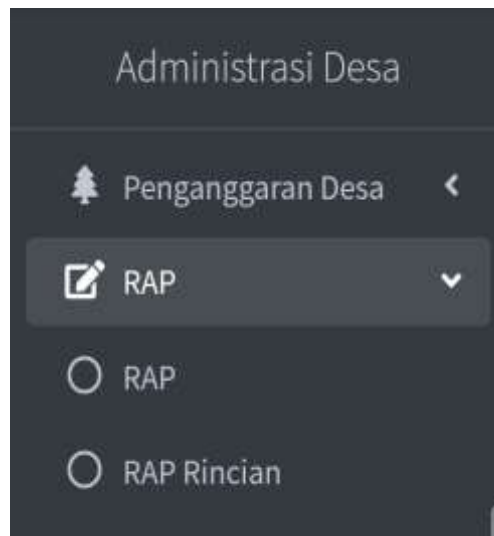 Administrasi Desa
Penganggaran Desa
RAP
RAP
RAP Rincian